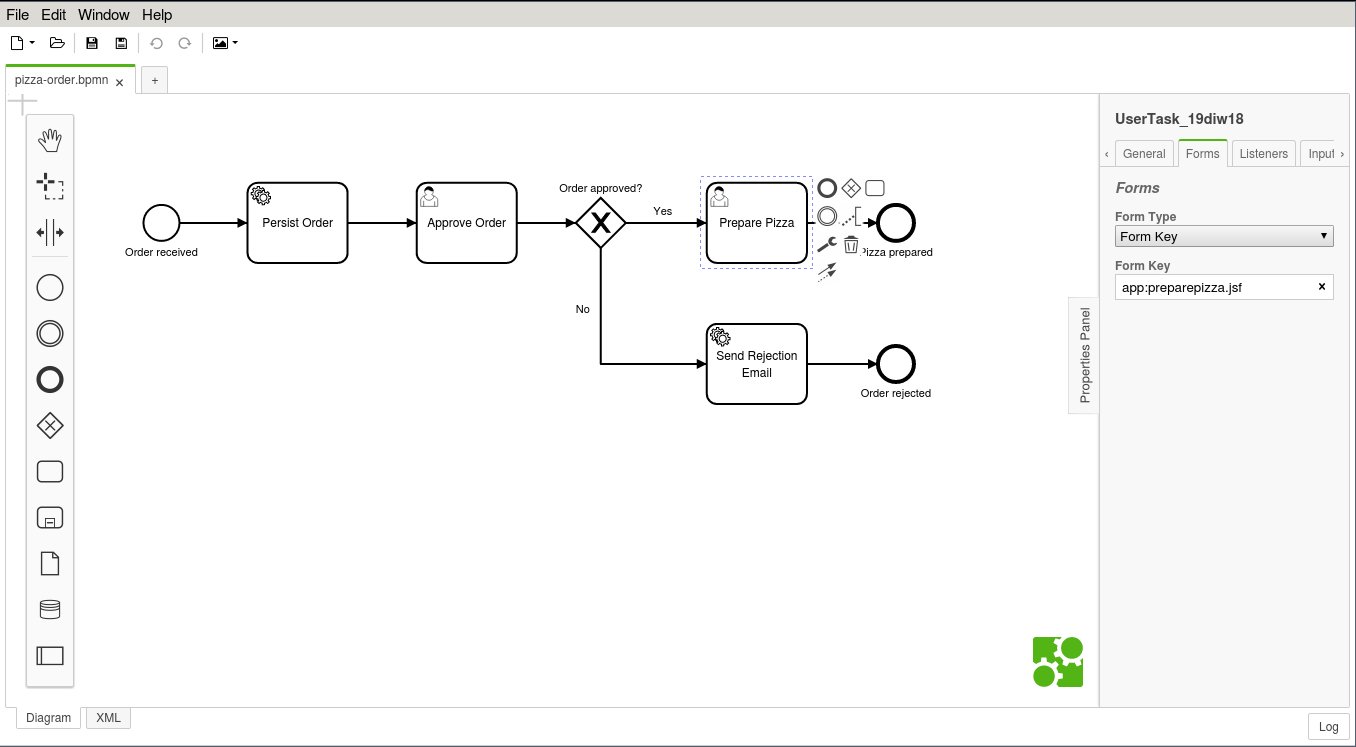 File Edit Window Help
pizza-order.bpmn × +
UserTask_19diw18
‹ General Forms Listeners Input ›
Forms
Form Type
Form Key ▼
Form Key
app:preparepizza.jsf ×
Order approved?
Persist Order
Approve Order
X
Yes
Prepare Pizza
Order received
Pizza prepared
No
Send Rejection
Email
Order rejected
Properties Panel
Diagram XML
Log